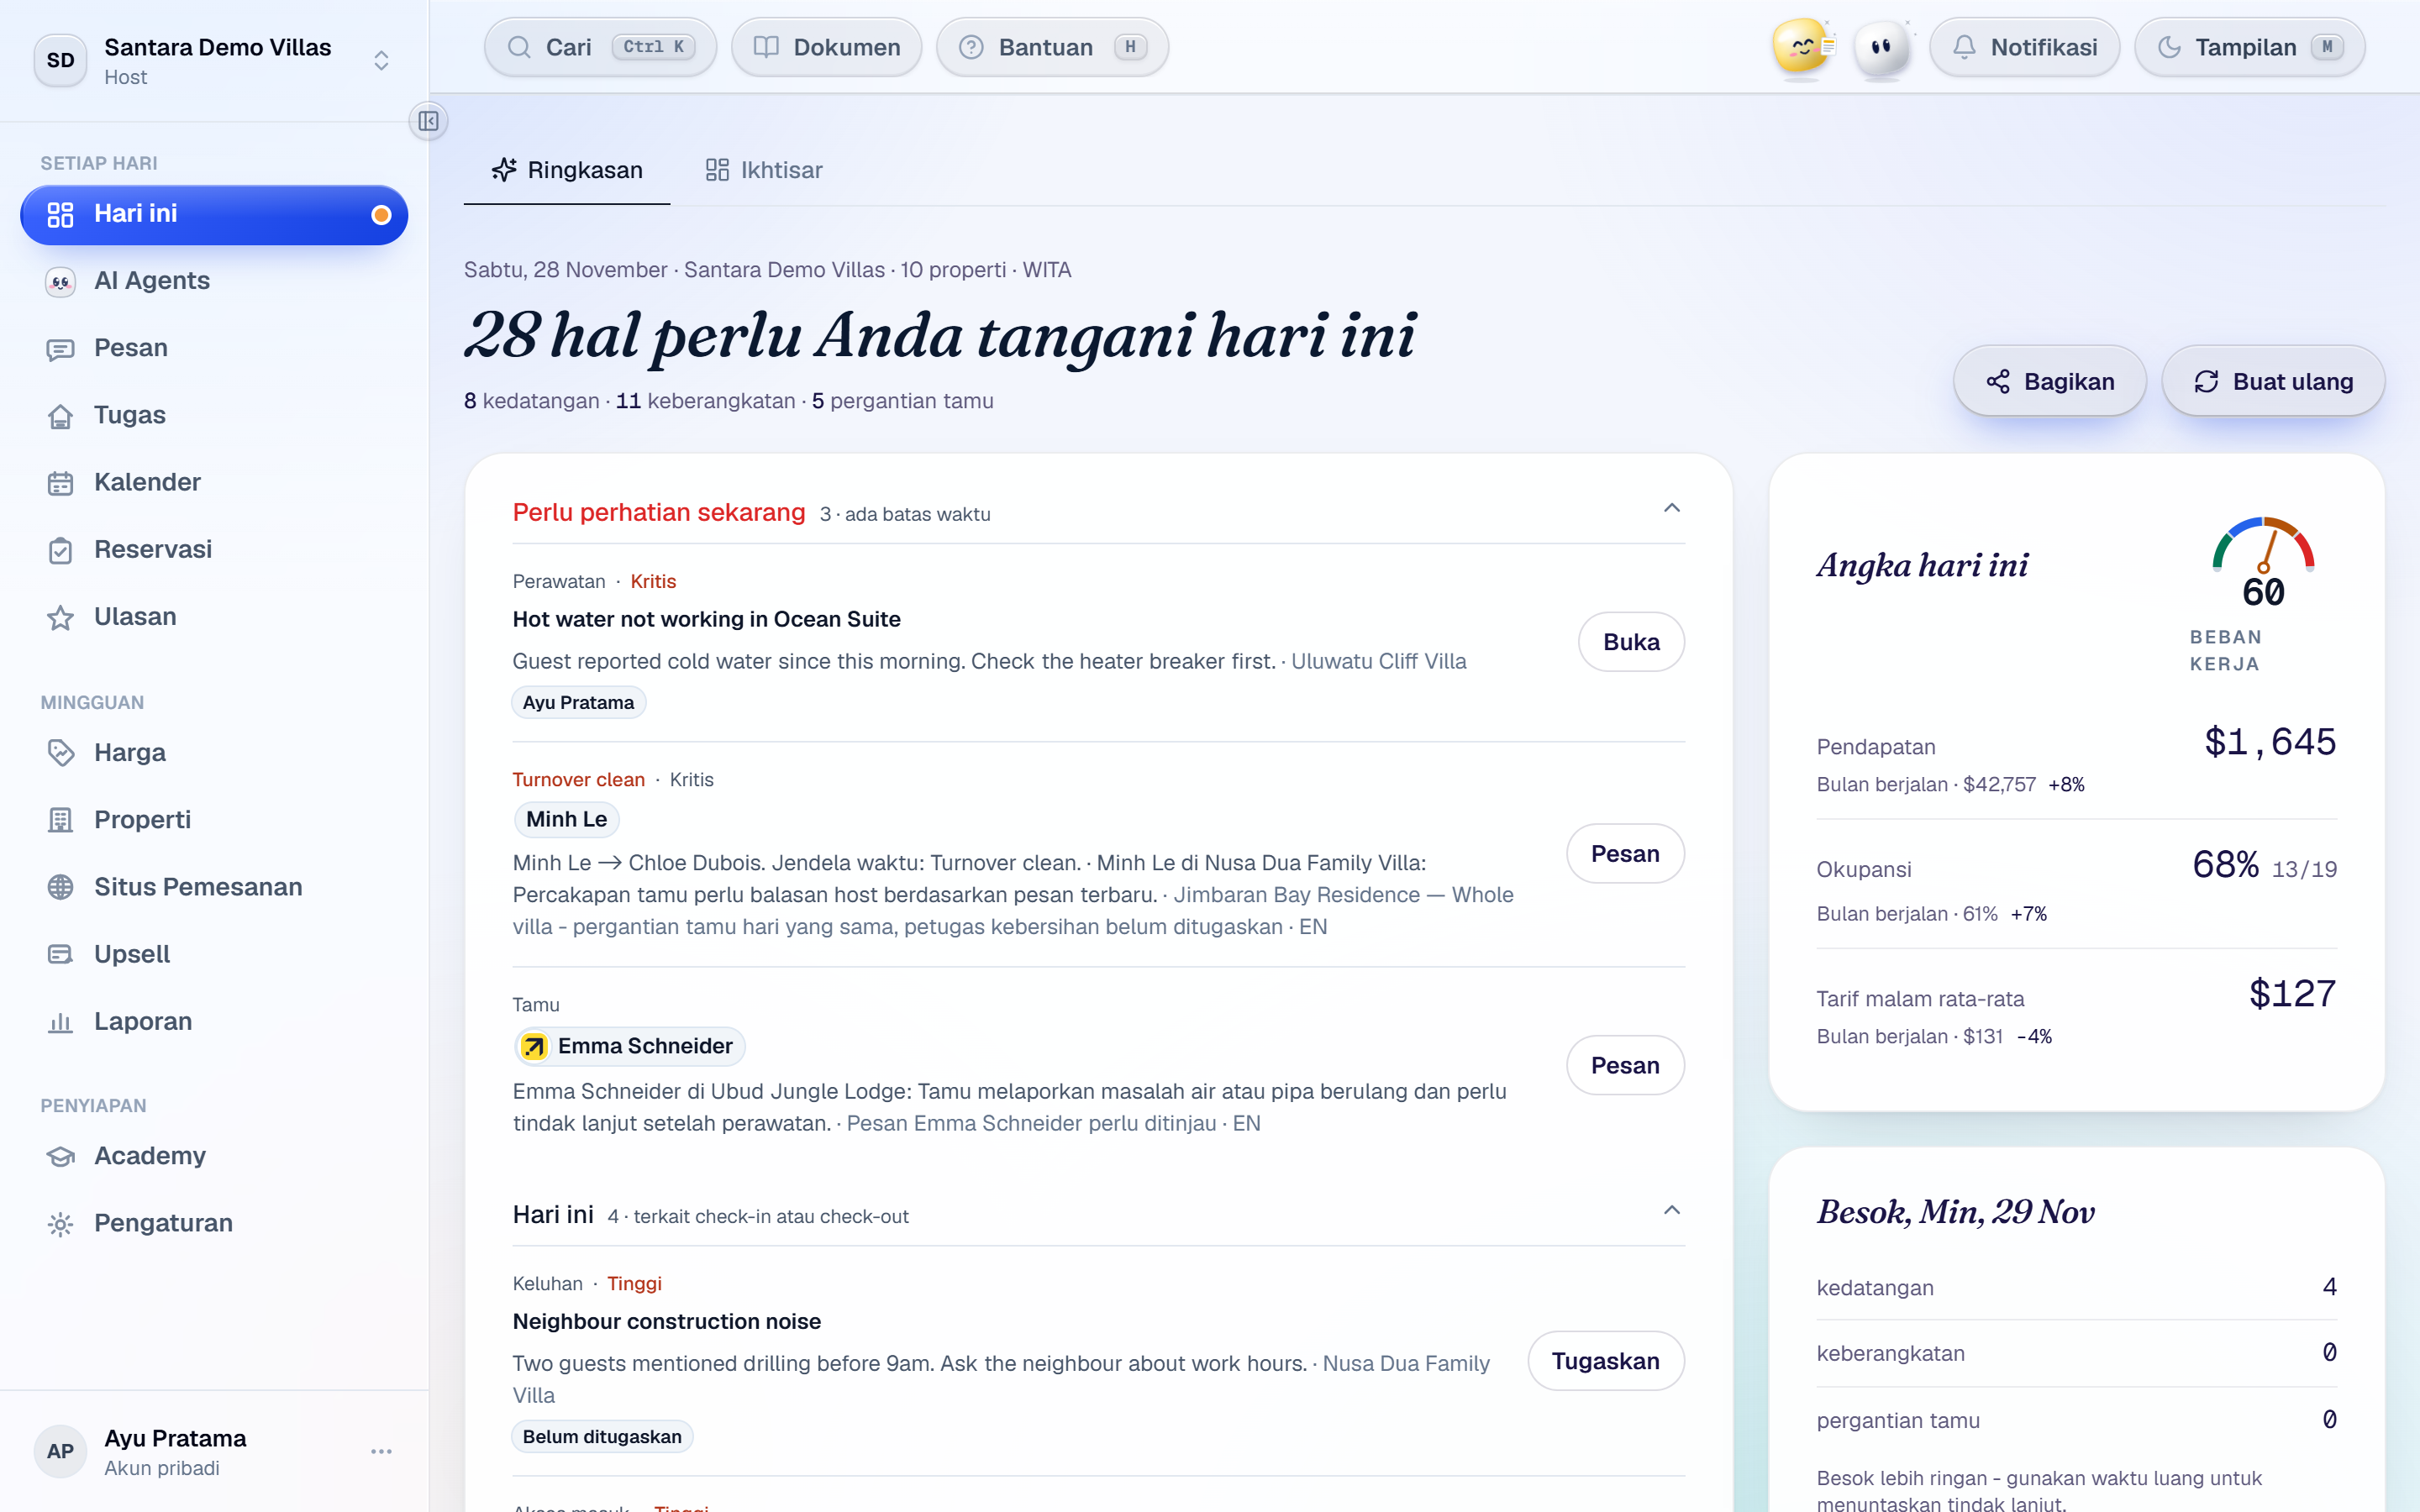 SD
Santara Demo Villas
Host
Cari Ctrl K
Dokumen
Bantuan H
Notifikasi
Tampilan M
SETIAP HARI
Hari ini
AI Agents
Pesan
Tugas
Kalender
Reservasi
Ulasan
MINGGUAN
Harga
Properti
Situs Pemesanan
Upsell
Laporan
PENYIAPAN
Academy
Pengaturan
AP
Ayu Pratama
Akun pribadi
Ringkasan
Ikhtisar
Sabtu, 28 November · Santara Demo Villas · 10 properti · WITA
28 hal perlu Anda tangani hari ini
8 kedatangan · 11 keberangkatan · 5 pergantian tamu
Bagikan
Buat ulang
Perlu perhatian sekarang 3 · ada batas waktu
Perawatan · Kritis
Hot water not working in Ocean Suite
Guest reported cold water since this morning. Check the heater breaker first. · Uluwatu Cliff Villa
Ayu Pratama
Buka
Turnover clean · Kritis
Minh Le
Minh Le → Chloe Dubois. Jendela waktu: Turnover clean. · Minh Le di Nusa Dua Family Villa:
Percakapan tamu perlu balasan host berdasarkan pesan terbaru. · Jimbaran Bay Residence — Whole
villa - pergantian tamu hari yang sama, petugas kebersihan belum ditugaskan · EN
Pesan
Tamu
Emma Schneider
Emma Schneider di Ubud Jungle Lodge: Tamu melaporkan masalah air atau pipa berulang dan perlu
tindak lanjut setelah perawatan. · Pesan Emma Schneider perlu ditinjau · EN
Pesan
Hari ini 4 · terkait check-in atau check-out
Keluhan · Tinggi
Neighbour construction noise
Two guests mentioned drilling before 9am. Ask the neighbour about work hours. · Nusa Dua Family
Villa
Belum ditugaskan
Tugaskan
Akses masuk · Tinggi
Angka hari ini
60
BEBAN
KERJA
Pendapatan $1,645
Bulan berjalan · $42,757 +8%
Okupansi 68% 13/19
Bulan berjalan · 61% +7%
Tarif malam rata-rata $127
Bulan berjalan · $131 -4%
Besok, Min, 29 Nov
kedatangan 4
keberangkatan 0
pergantian tamu 0
Besok lebih ringan - gunakan waktu luang untuk
menuntaskan tindak lanjut.